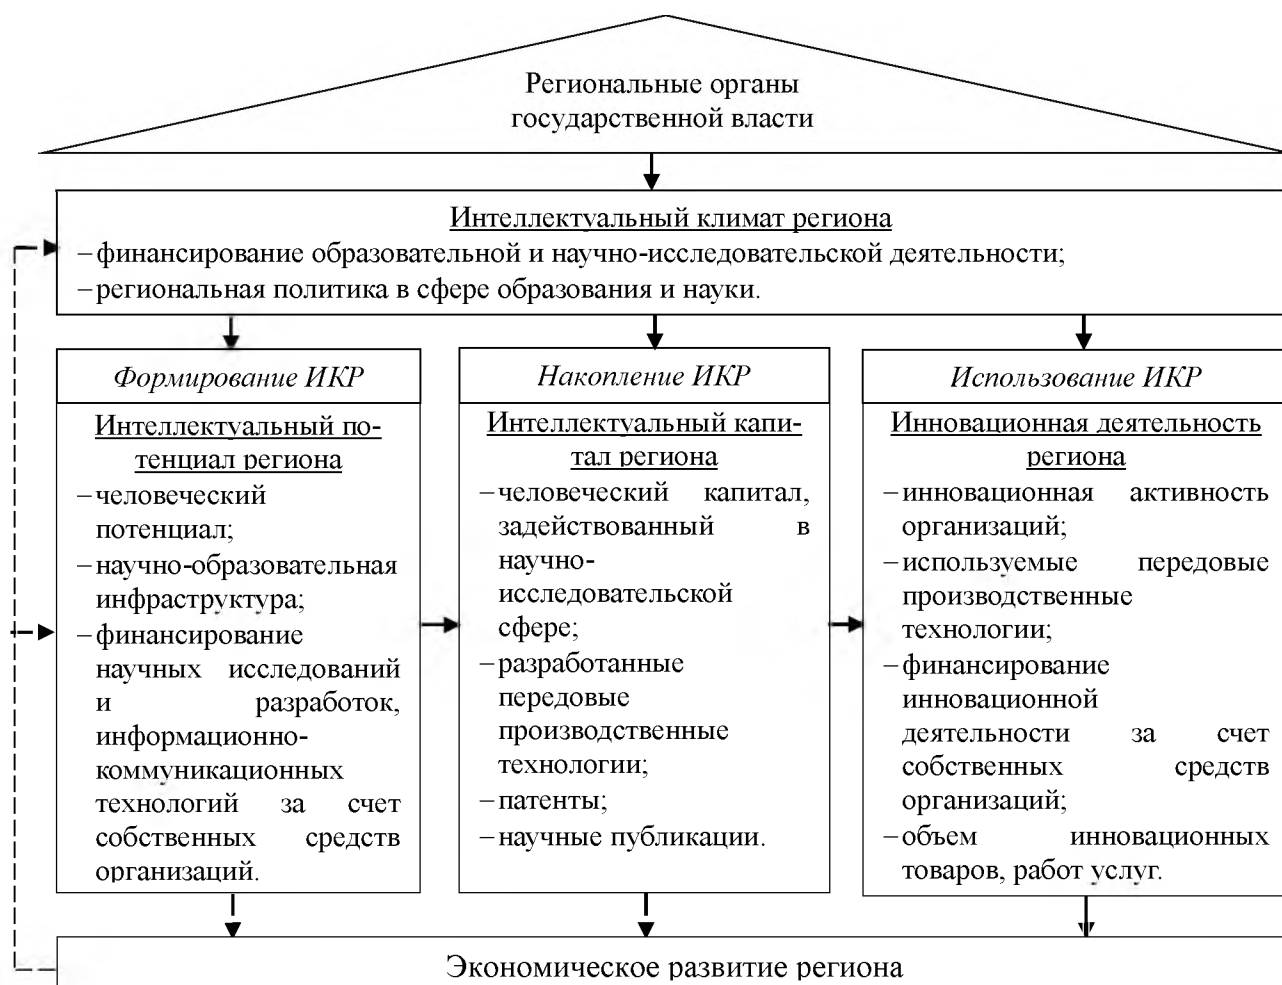 Региональные органы
государственной власти
Интеллектуальный климат региона
– финансирование образовательной и научно-исследовательской деятельности;
– региональная политика в сфере образования и науки.
Формирование ИКР
Интеллектуальный по-
тенциал региона
– человеческий
потенциал;
– научно-образовательная
инфраструктура;
– финансирование
научных исследований
и разработок,
информационно-
коммуникационных
технологий за счет
собственных средств
организаций.
Накопление ИКР
Интеллектуальный капи-
тал региона
– человеческий капитал,
задействованный в
научно-
исследовательской
сфере;
– разработанные
передовые
производственные
технологии;
– патенты;
– научные публикации.
Использование ИКР
Инновационная деятельность
региона
– инновационная активность
организаций;
– используемые передовые
производственные
технологии;
– финансирование
инновационной
деятельности за счет
собственных средств
организаций;
– объем инновационных
товаров, работ услуг.
Экономическое развитие региона